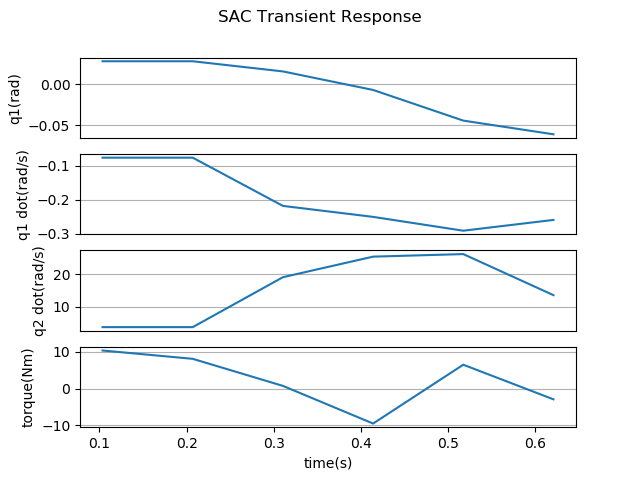 SAC Transient Response
q1(rad)
0.00
−0.05
q1 dot(rad/s)
−0.1
−0.2
−0.3
q2 dot(rad/s)
20
10
torque(Nm)
10
0
−10
0.1 0.2 0.3 0.4 0.5 0.6
time(s)